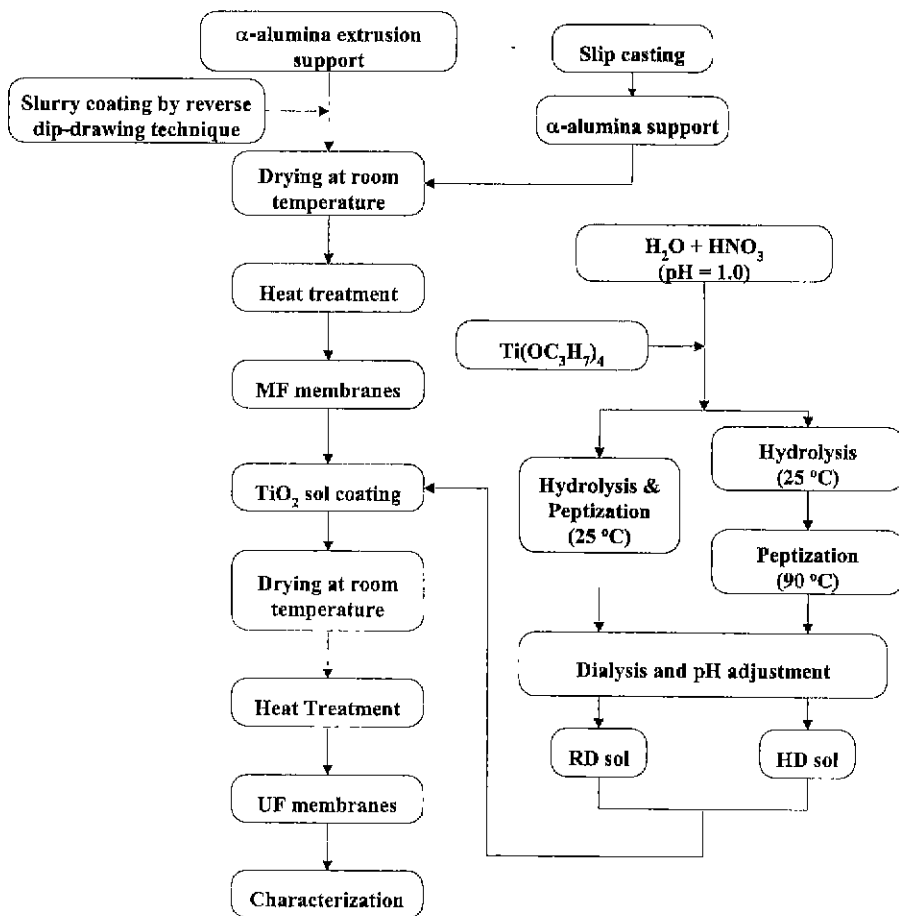 α-alumina extrusion
support
Slip casting
Slurry coating by reverse
dip-drawing technique
α-alumina support
Drying at room
temperature
H₂O + HNO₃
(pH = 1.0)
Heat treatment
Ti(OC₃H₇)₄
MF membranes
Hydrolysis
(25 °C)
TiO₂ sol coating
Hydrolysis &
Peptization
(25 °C)
Peptization
(90 °C)
Drying at room
temperature
Dialysis and pH adjustment
Heat Treatment
RD sol
HD sol
UF membranes
Characterization